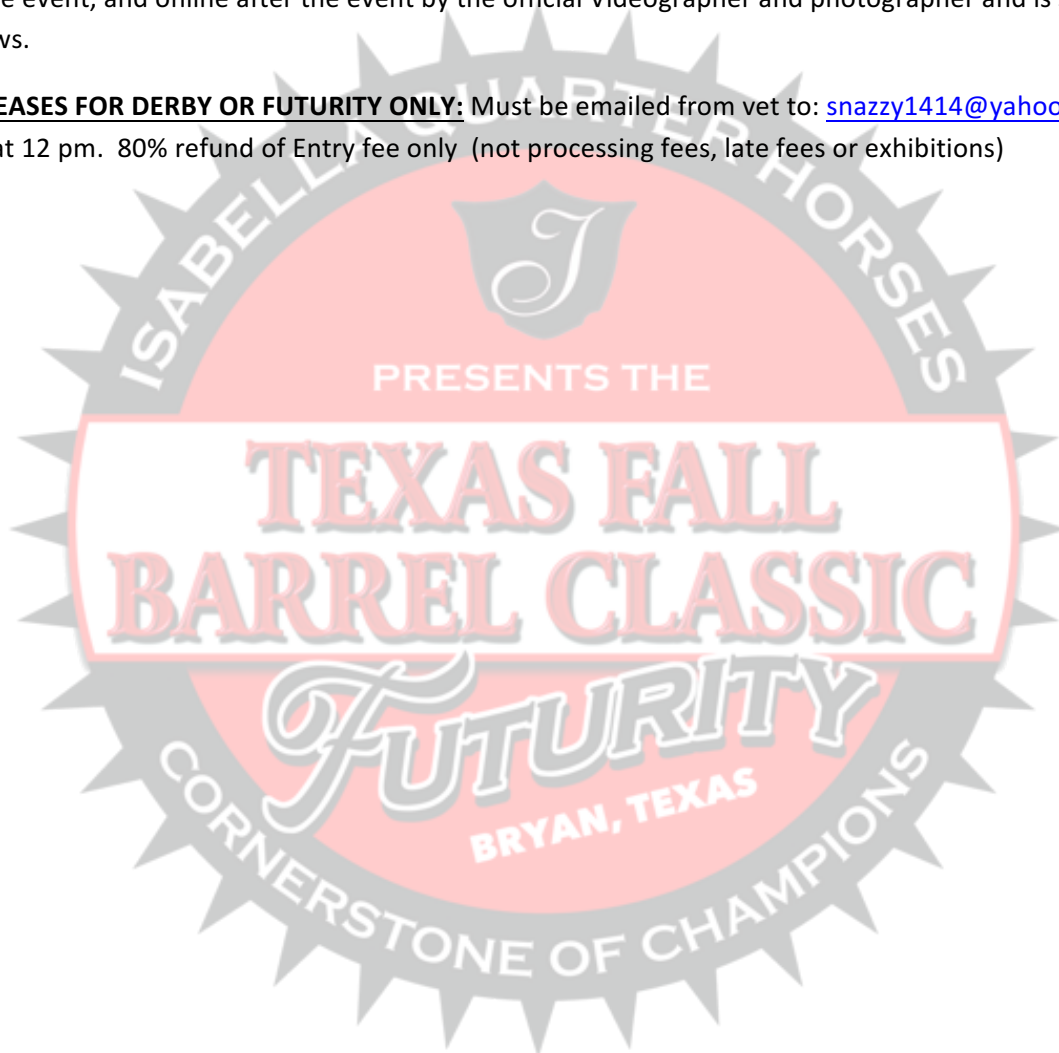 e event, and online after the event by the official videographer and photographer and is
ws.
EASES FOR DERBY OR FUTURITY ONLY: Must be emailed from vet to: snazzy1414@yahoo
at 12 pm.  80% refund of Entry fee only  (not processing fees, late fees or exhibitions)
ISABELLA QUARTER HORSES
J
PRESENTS THE
TEXAS FALL
BARREL CLASSIC
FUTURITY
BRYAN, TEXAS
CORNERSTONE OF CHAMPIONS